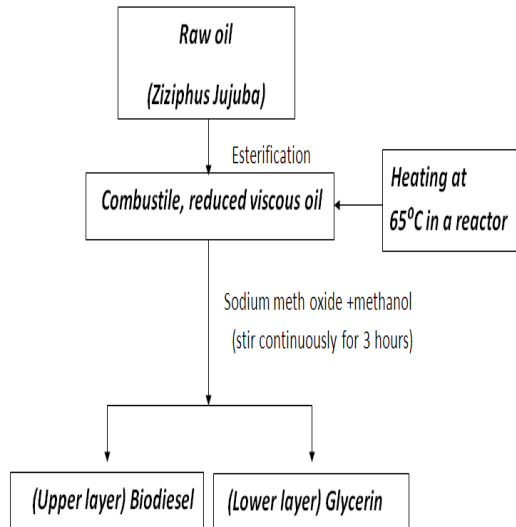 Raw oil
(Ziziphus Jujuba)
Esterification
Combustile, reduced viscous oil
Heating at
65⁰C in a reactor
Sodium meth oxide +methanol
(stir continuously for 3 hours)
(Upper layer) Biodiesel
(Lower layer) Glycerin